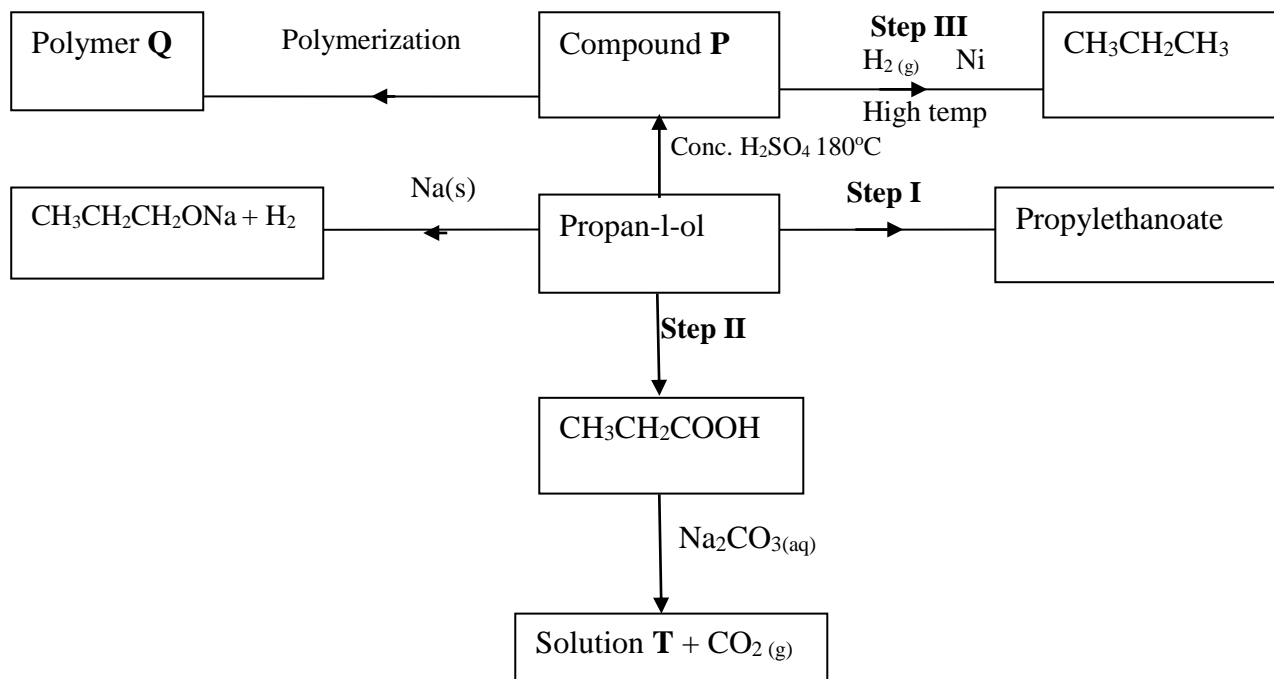 Polymer Q
Polymerization
Compound P
Step III
H₂ (g) Ni
High temp
CH₃CH₂CH₃
Conc. H₂SO₄ 180ºC
CH₃CH₂CH₂ONa + H₂
Na(s)
Propan-l-ol
Step I
Propylethanoate
Step II
CH₃CH₂COOH
Na₂CO₃(aq)
Solution T + CO₂ (g)